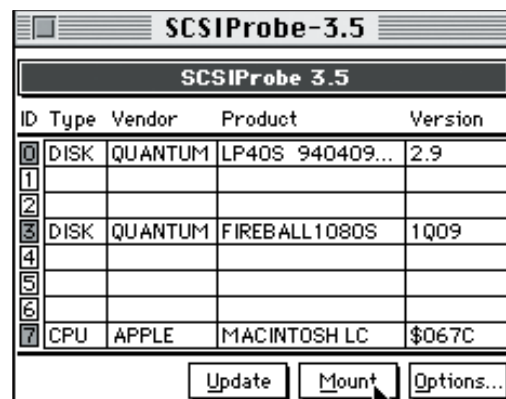 SCSIProbe-3.5
SCSIProbe 3.5
ID Type Vendor Product Version
0 DISK QUANTUM LP40S 940409... 2.9
1
2
3 DISK QUANTUM FIREBALL1080S 1Q09
4
5
6
7 CPU APPLE MACINTOSH LC $067C
Update Mount Options...